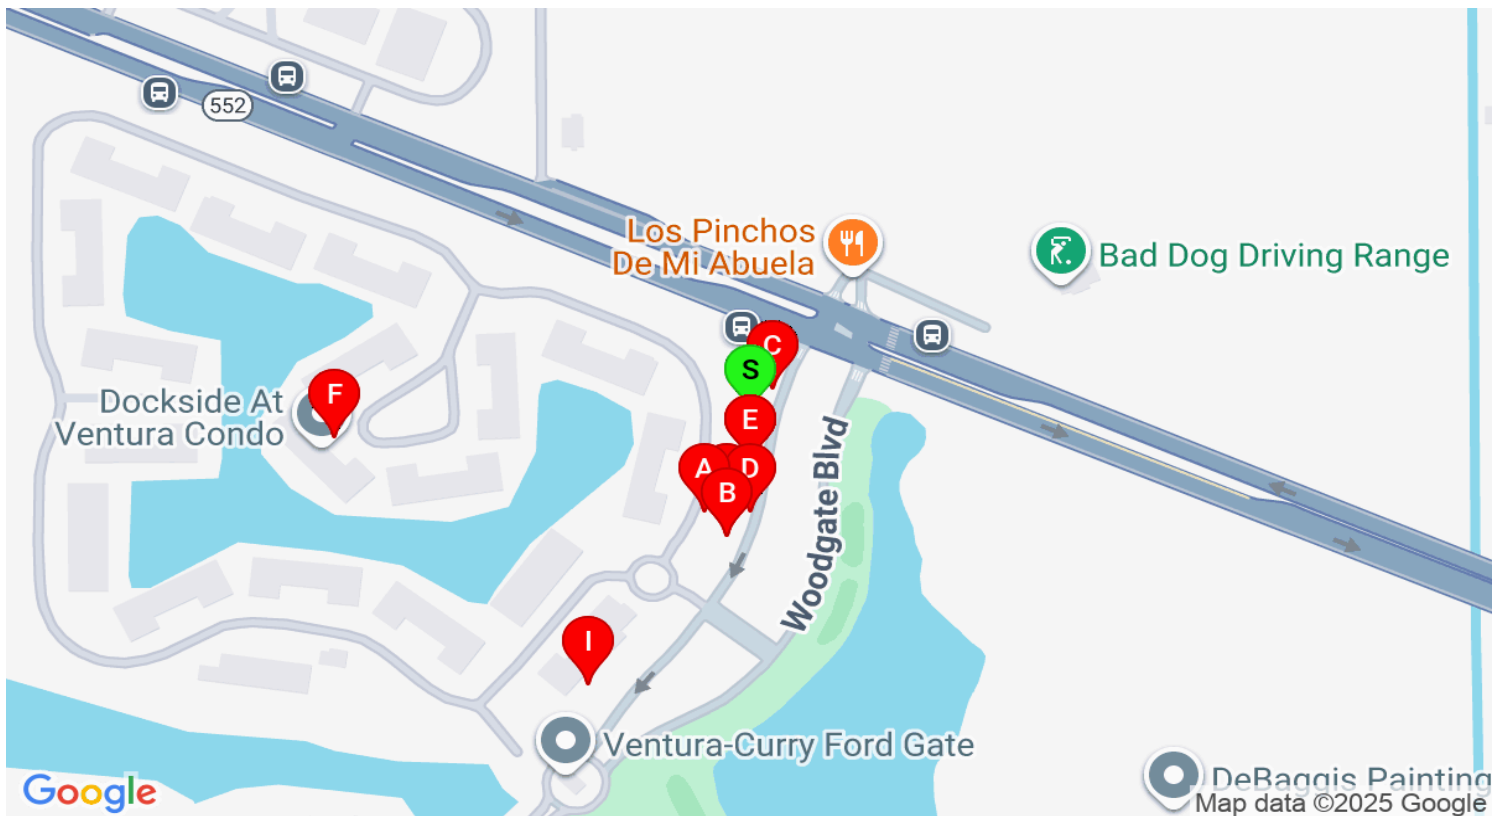 552
Los Pinchos
De Mi Abuela
Bad Dog Driving Range
C
S
F
Dockside At
Ventura Condo
E
A
D
B
Woodgate Blvd
I
Ventura-Curry Ford Gate
DeBaggis Painting
Google
Map data ©2025 Google